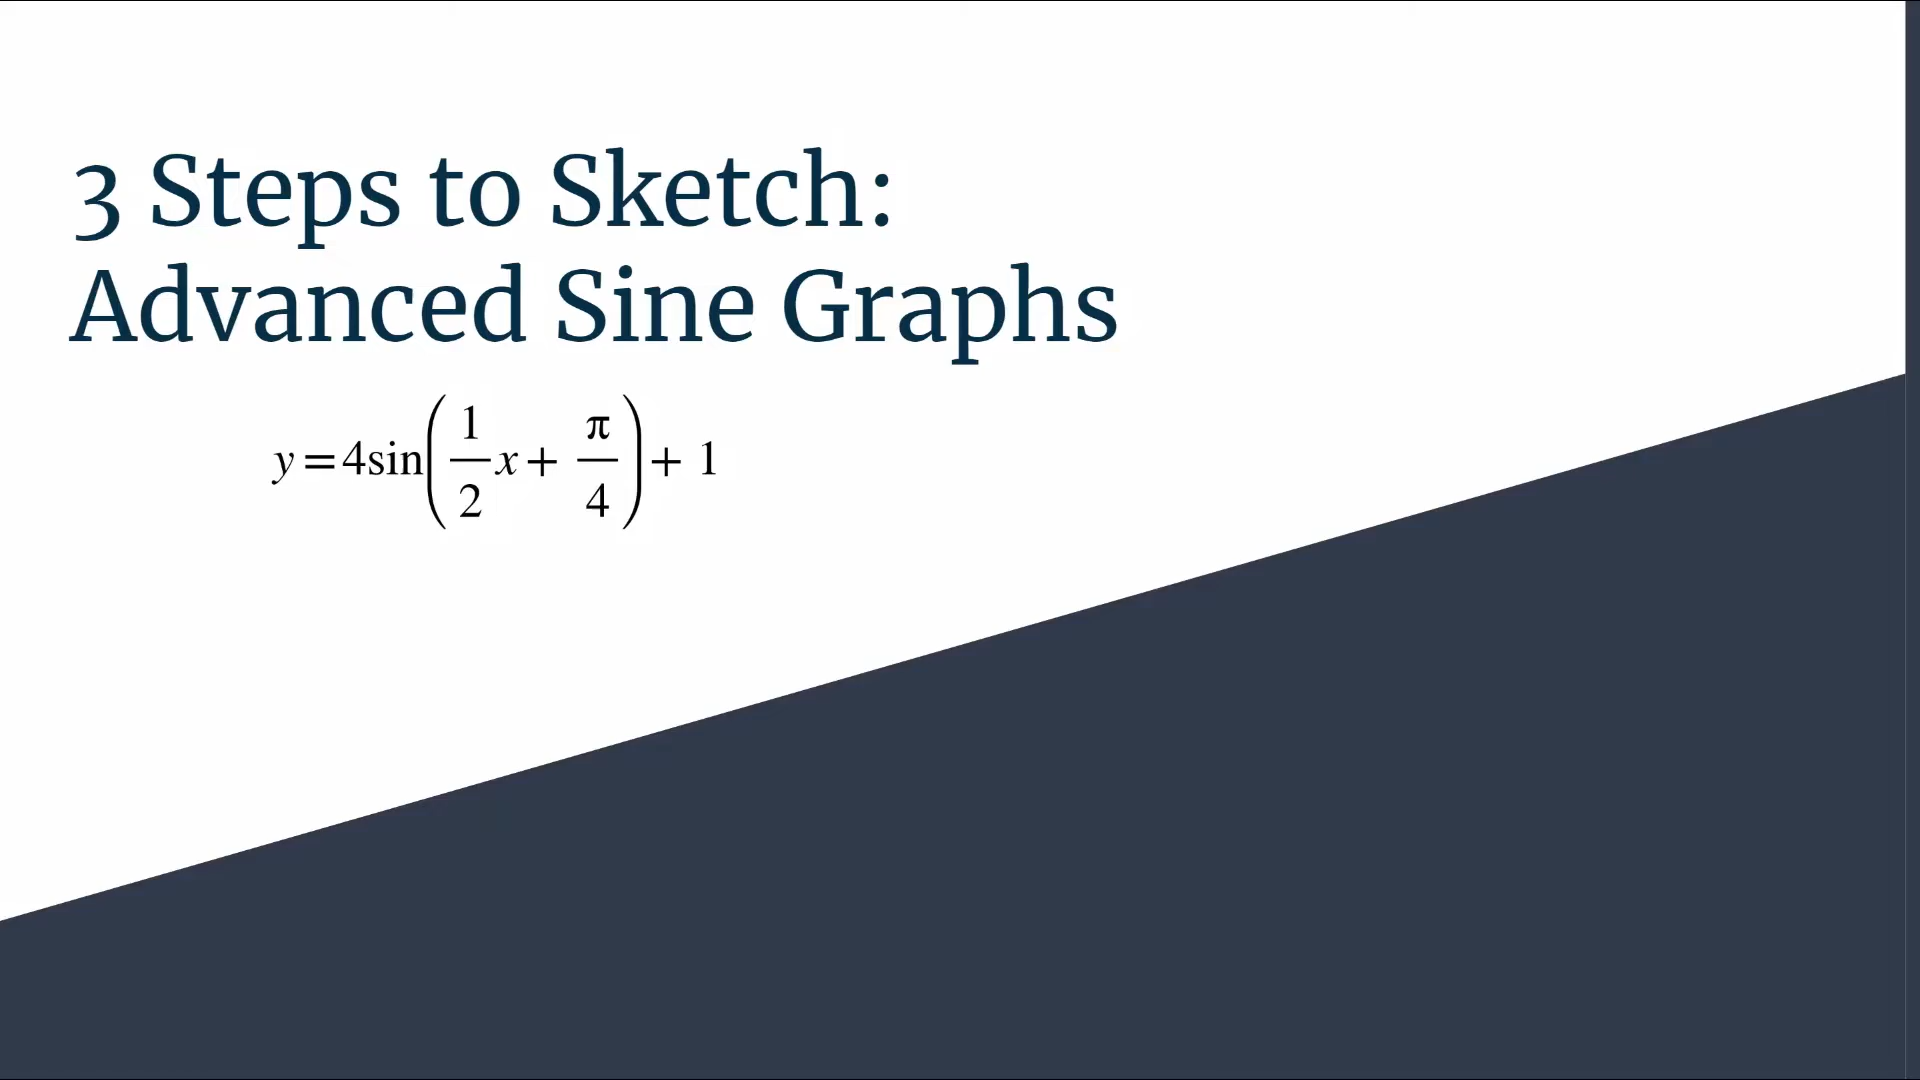 3 Steps to Sketch:
Advanced Sine Graphs
y = 4sin(1/2 x + π/4) + 1